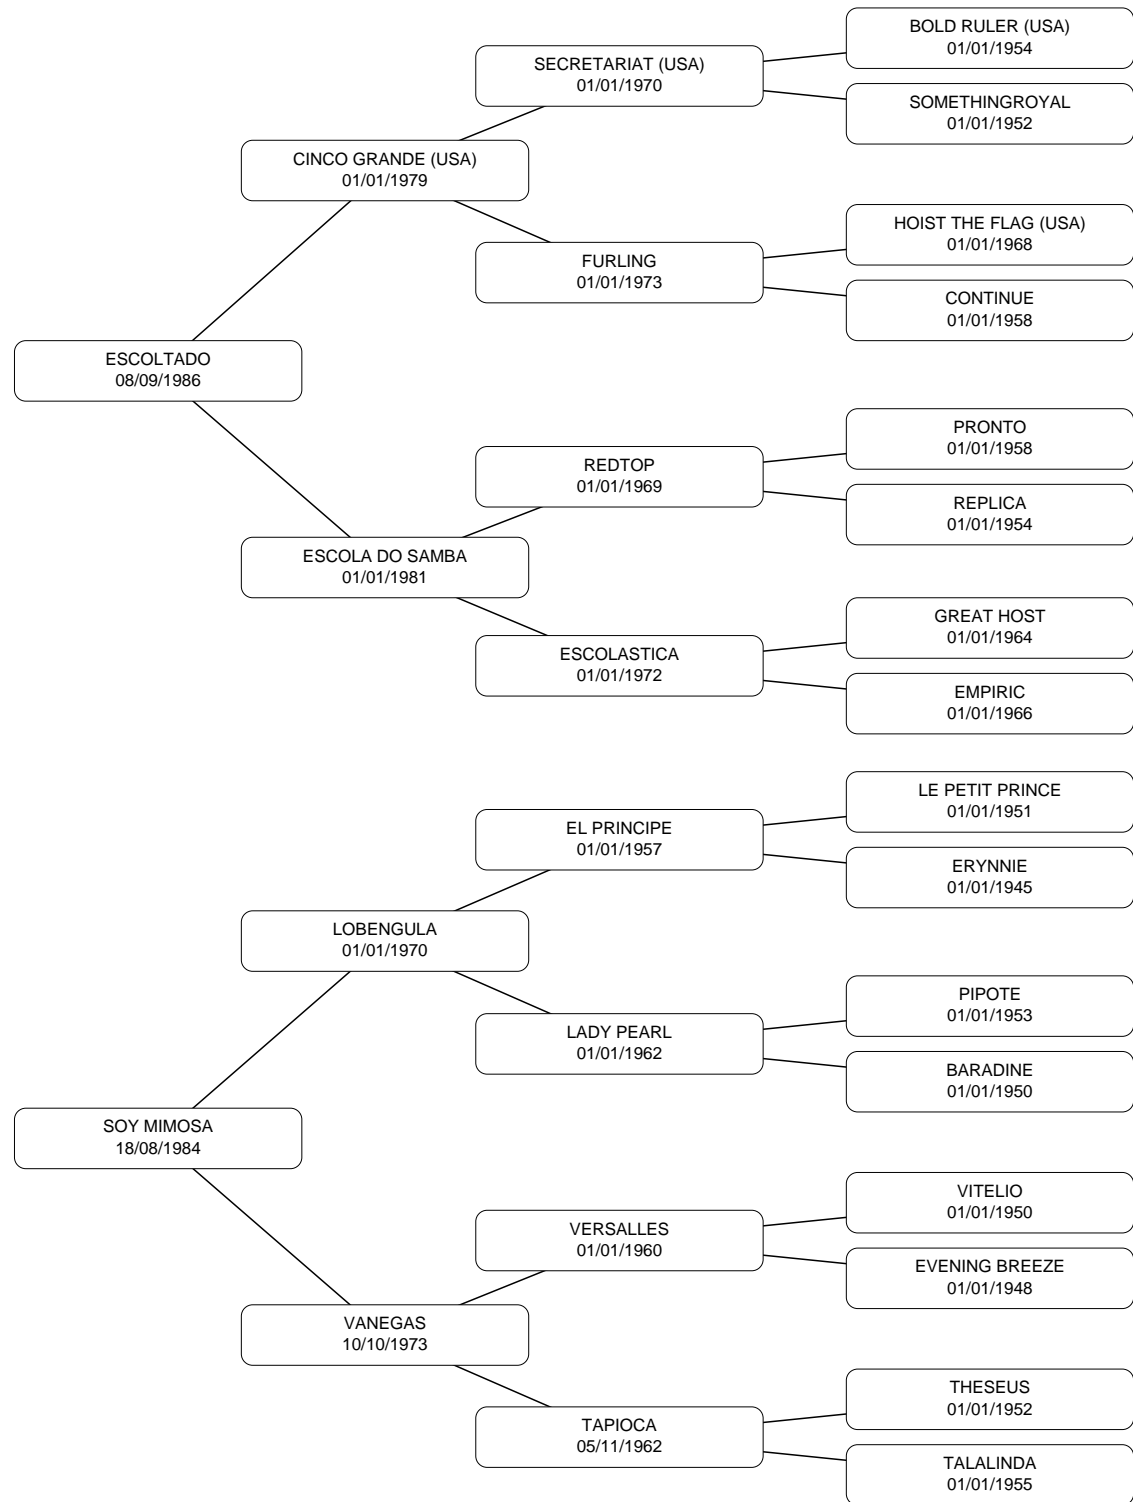 BOLD RULER (USA)
01/01/1954
SECRETARIAT (USA)
01/01/1970
SOMETHINGROYAL
01/01/1952
CINCO GRANDE (USA)
01/01/1979
HOIST THE FLAG (USA)
01/01/1968
FURLING
01/01/1973
CONTINUE
01/01/1958
ESCOLTADO
08/09/1986
PRONTO
01/01/1958
REDTOP
01/01/1969
REPLICA
01/01/1954
ESCOLA DO SAMBA
01/01/1981
GREAT HOST
01/01/1964
ESCOLASTICA
01/01/1972
EMPIRIC
01/01/1966
LE PETIT PRINCE
01/01/1951
EL PRINCIPE
01/01/1957
ERYNNIE
01/01/1945
LOBENGULA
01/01/1970
PIPOTE
01/01/1953
LADY PEARL
01/01/1962
BARADINE
01/01/1950
SOY MIMOSA
18/08/1984
VITELIO
01/01/1950
VERSALLES
01/01/1960
EVENING BREEZE
01/01/1948
VANEGAS
10/10/1973
THESEUS
01/01/1952
TAPIOCA
05/11/1962
TALALINDA
01/01/1955